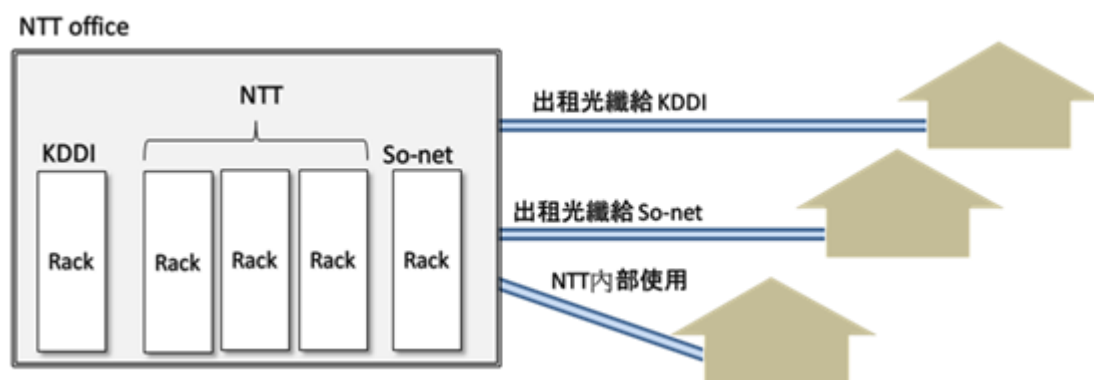 NTT office
NTT
KDDI
So-net
Rack
Rack
Rack
Rack
Rack
出租光纖給 KDDI
出租光纖給 So-net
NTT內部使用